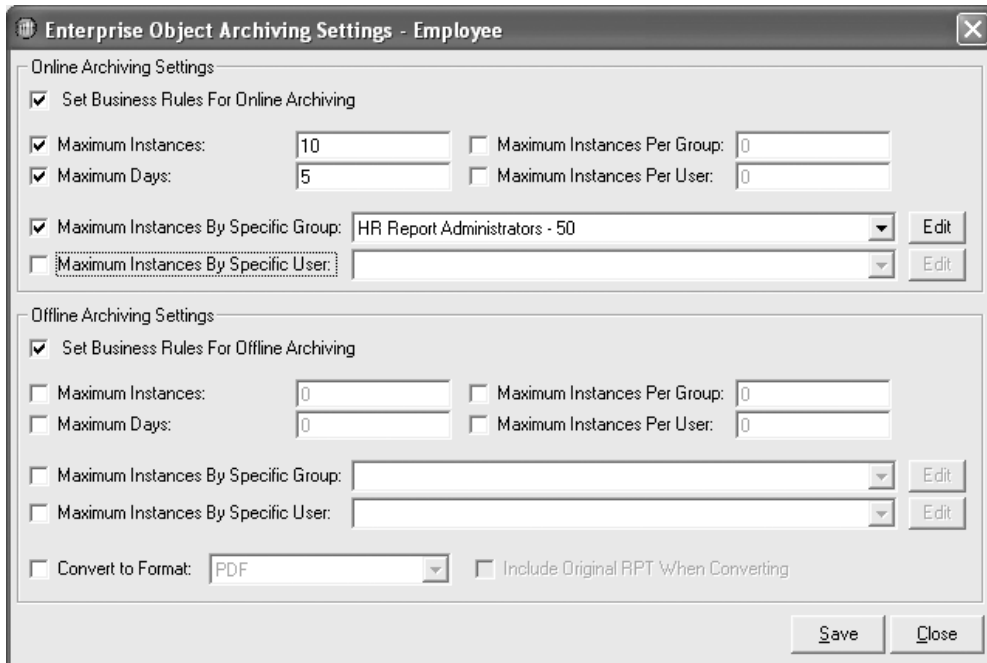 Enterprise Object Archiving Settings - Employee
Online Archiving Settings
Set Business Rules For Online Archiving
Maximum Instances: 10 Maximum Instances Per Group: 0
Maximum Days: 5 Maximum Instances Per User: 0
Maximum Instances By Specific Group: HR Report Administrators - 50 Edit
Maximum Instances By Specific User: Edit
Offline Archiving Settings
Set Business Rules For Offline Archiving
Maximum Instances: 0 Maximum Instances Per Group: 0
Maximum Days: 0 Maximum Instances Per User: 0
Maximum Instances By Specific Group: Edit
Maximum Instances By Specific User: Edit
Convert to Format: PDF Include Original RPT When Converting
Save Close